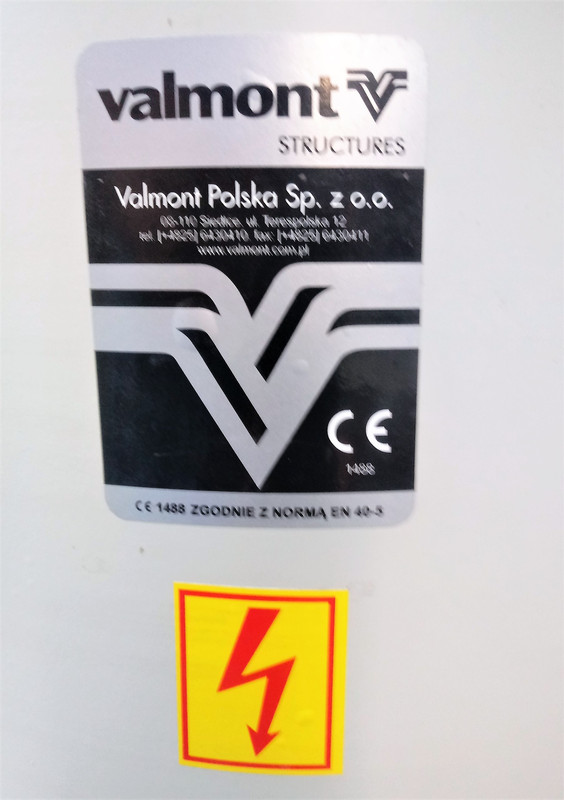 valmont
STRUCTURES
Valmont Polska Sp. z o.o.
08-110 Siedlce, ul. Terespolska 12
tel. [+4825] 6430410 fax: [+4825] 6430411
www.valmont.com.pl
CE
1488
CE 1488 ZGODNIE Z NORMĄ EN 40-5